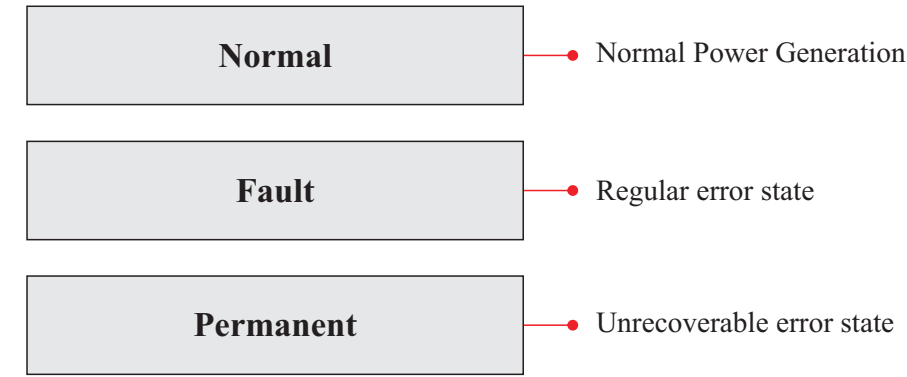 Normal
Normal Power Generation
Fault
Regular error state
Permanent
Unrecoverable error state